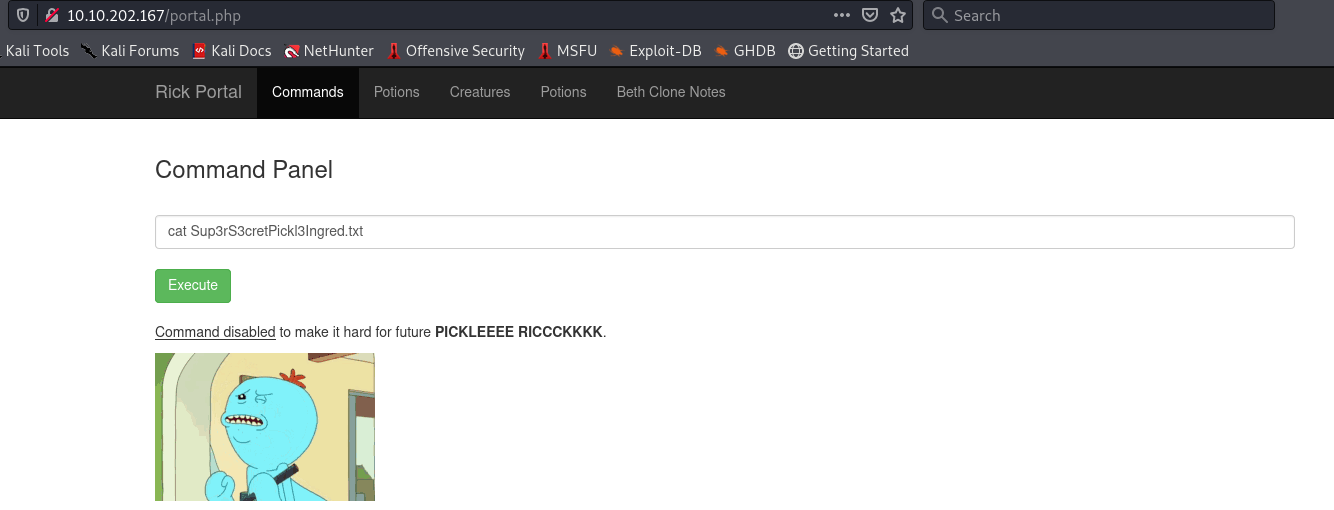 10.10.202.167/portal.php
Search
Kali Tools Kali Forums Kali Docs NetHunter Offensive Security MSFU Exploit-DB GHDB Getting Started
Rick Portal Commands Potions Creatures Potions Beth Clone Notes
Command Panel
cat Sup3rS3cretPickl3Ingred.txt
Execute
Command disabled to make it hard for future PICKLEEEE RICCCKKKK.